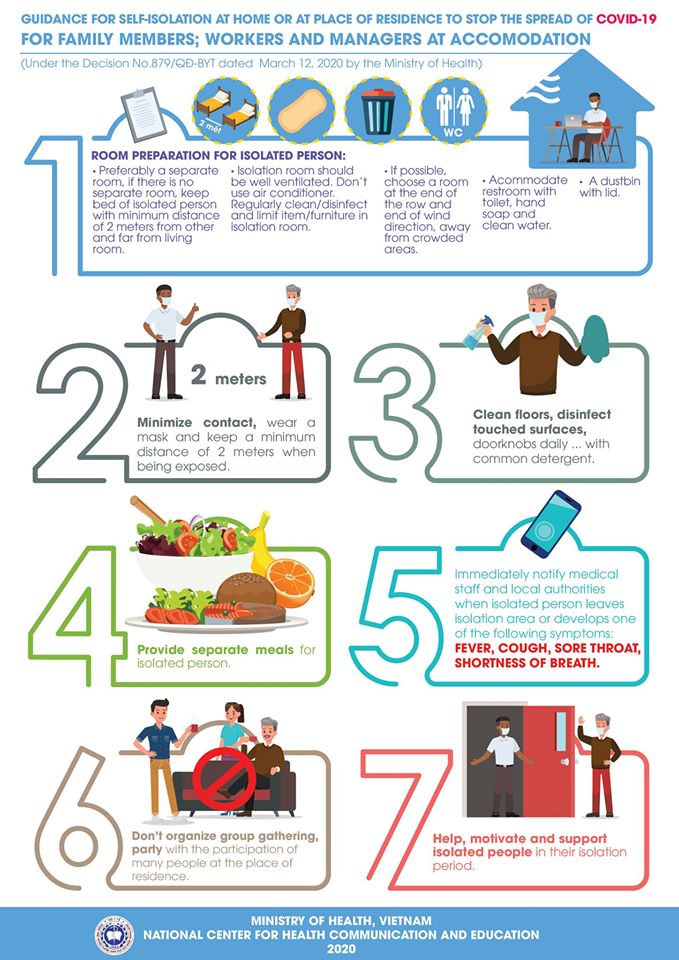 GUIDANCE FOR SELF-ISOLATION AT HOME OR AT PLACE OF RESIDENCE TO STOP THE SPREAD OF COVID-19
FOR FAMILY MEMBERS; WORKERS AND MANAGERS AT ACCOMODATION
(Under the Decision No.879/QĐ-BYT dated March 12, 2020 by the Ministry of Health)
2 mét
WC
1
ROOM PREPARATION FOR ISOLATED PERSON:
• Preferably a separate
room, if there is no
separate room, keep
bed of isolated person
with minimum distance
of 2 meters from other
and far from living
room.
• Isolation room should
be well ventilated. Don't
use air conditioner.
Regularly clean/disinfect
and limit item/furniture in
isolation room.
• If possible,
choose a room
at the end of
the row and
end of wind
direction, away
from crowded
areas.
• Acommodate
restroom with
toilet, hand
soap and
clean water.
• A dustbin
with lid.
2
2 meters
Minimize contact, wear a
mask and keep a minimum
distance of 2 meters when
being exposed.
3
Clean floors, disinfect
touched surfaces,
doorknobs daily ... with
common detergent.
4
Provide separate meals for
isolated person.
5
Immediately notify medical
staff and local authorities
when isolated person leaves
isolation area or develops one
of the following symptoms:
FEVER, COUGH, SORE THROAT,
SHORTNESS OF BREATH.
6
Don't organize group gathering,
party with the participation of
many people at the place of
residence.
7
Help, motivate and support
isolated people in their isolation
period.
MINISTRY OF HEALTH, VIETNAM
NATIONAL CENTER FOR HEALTH COMMUNICATION AND EDUCATION
2020